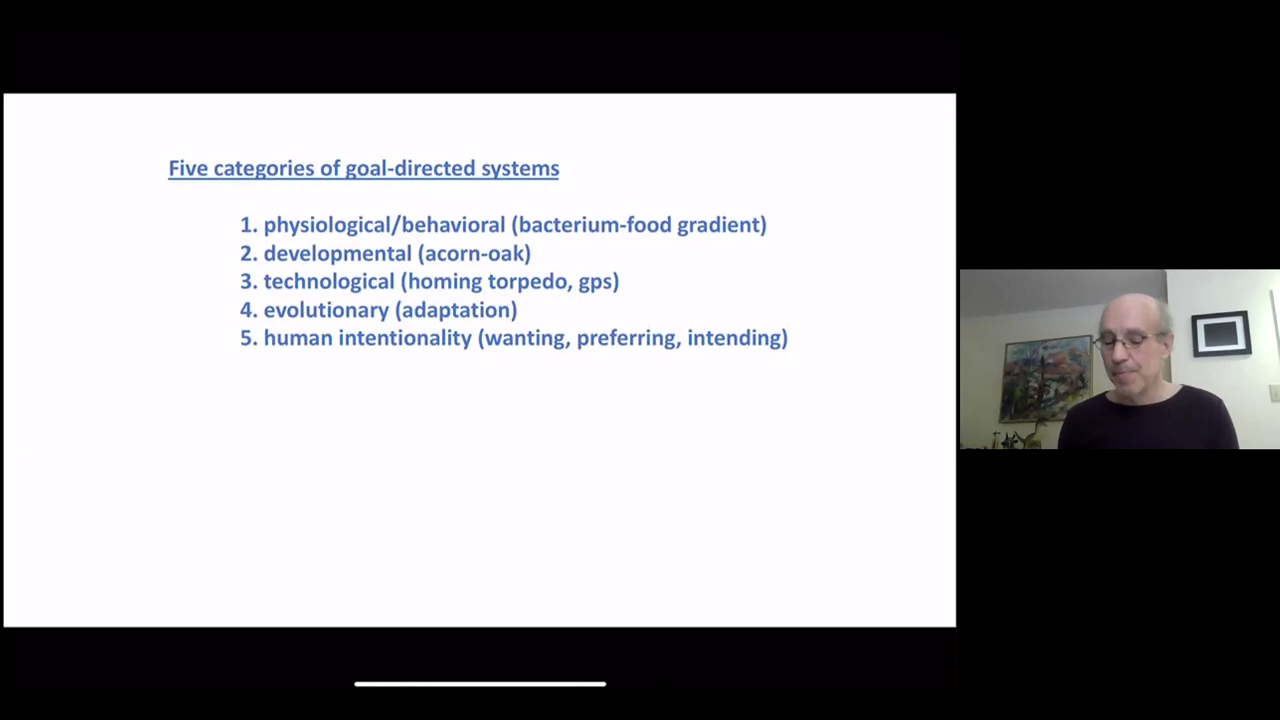 Five categories of goal-directed systems
1. physiological/behavioral (bacterium-food gradient)
2. developmental (acorn-oak)
3. technological (homing torpedo, gps)
4. evolutionary (adaptation)
5. human intentionality (wanting, preferring, intending)